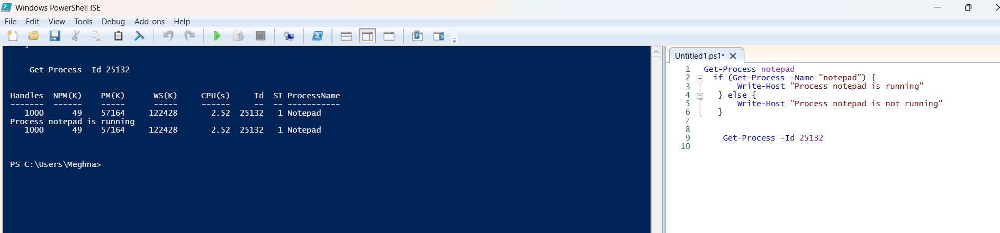 Windows PowerShell ISE
File Edit View Tools Debug Add-ons Help
}
Get-Process -Id 25132
Handles NPM(K) PM(K) WS(K) CPU(s) Id SI ProcessName
------- ------ ----- ----- ------ -- -- -----------
1000 49 57164 122428 2.52 25132 1 Notepad
Process notepad is running
1000 49 57164 122428 2.52 25132 1 Notepad
PS C:\Users\Meghna>
Untitled1.ps1*
1 Get-Process notepad
2 if (Get-Process -Name "notepad") {
3 Write-Host "Process notepad is running"
4 } else {
5 Write-Host "Process notepad is not running"
6 }
7
8
9 Get-Process -Id 25132
10